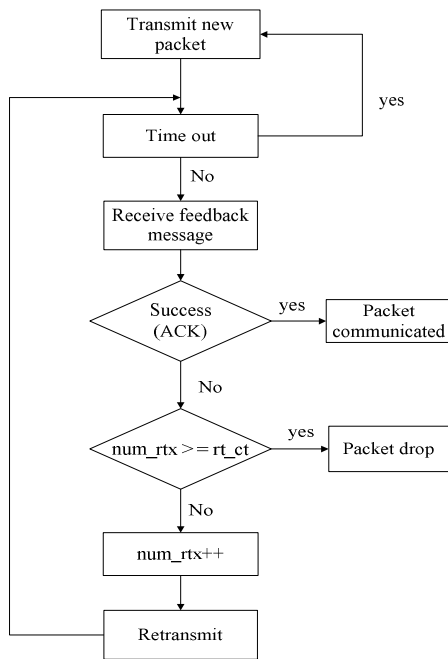 Transmit new
packet
yes
Time out
No
Receive feedback
message
Success
(ACK)
yes
Packet
communicated
No
num_rtx >= rt_ct
yes
Packet drop
No
num_rtx++
Retransmit